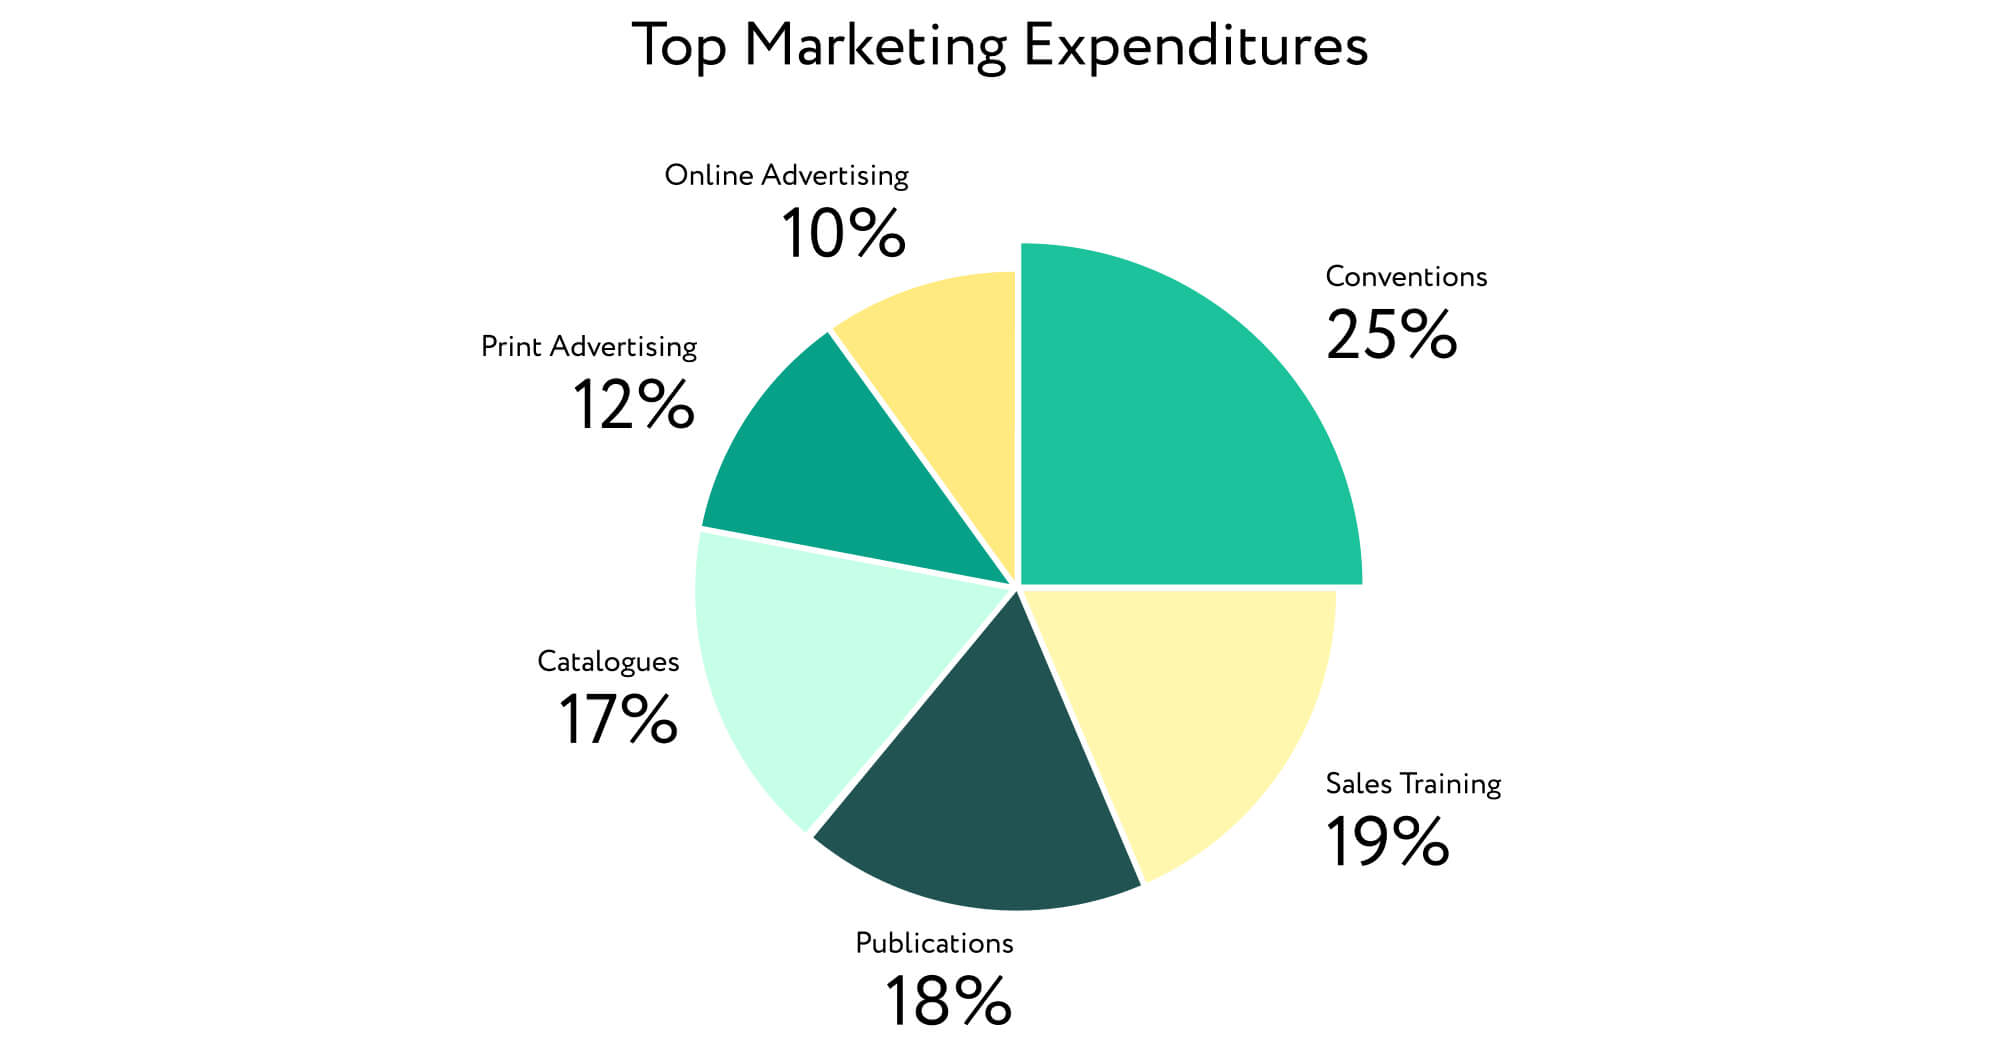 Top Marketing Expenditures
Online Advertising
10%
Conventions
25%
Print Advertising
12%
Catalogues
17%
Sales Training
19%
Publications
18%